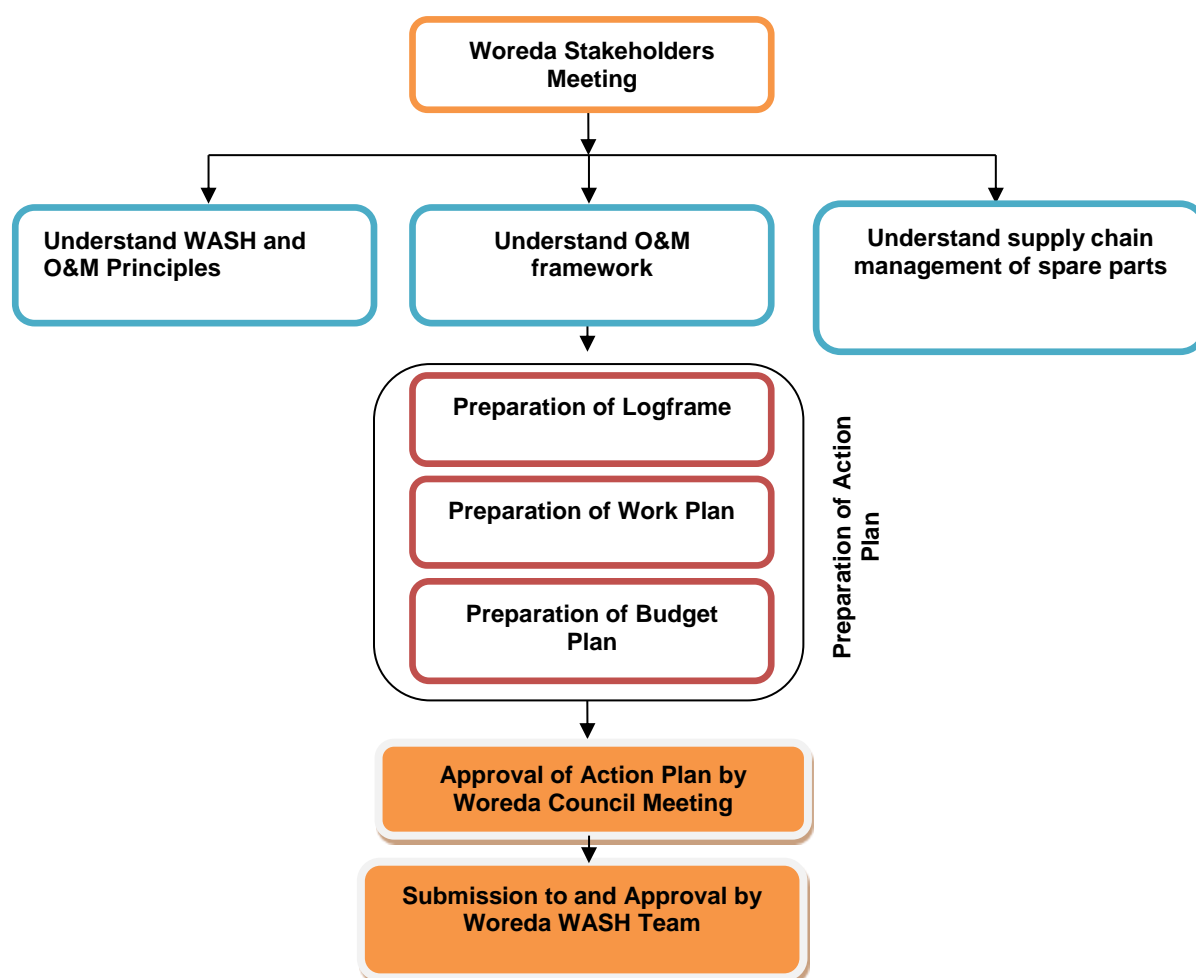 Woreda Stakeholders
Meeting
Understand WASH and
O&M Principles
Understand O&M
framework
Understand supply chain
management of spare parts
Preparation of Logframe
Preparation of Work Plan
Preparation of Budget
Plan
Preparation of Action
Plan
Approval of Action Plan by
Woreda Council Meeting
Submission to and Approval by
Woreda WASH Team